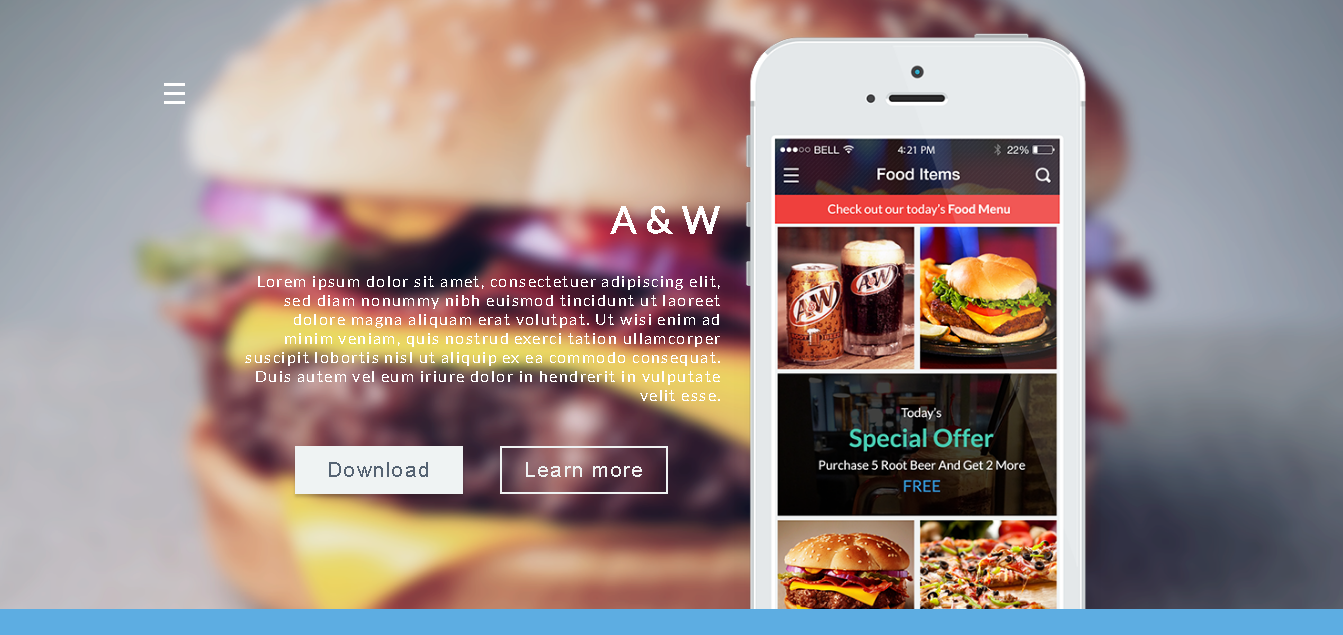 A & W
Lorem ipsum dolor sit amet, consectetuer adipiscing elit,
sed diam nonummy nibh euismod tincidunt ut laoreet
dolore magna aliquam erat volutpat. Ut wisi enim ad
minim veniam, quis nostrud exerci tation ullamcorper
suscipit lobortis nisl ut aliquip ex ea commodo consequat.
Duis autem vel eum iriure dolor in hendrerit in vulputate
velit esse.
Download
Learn more
BELL 4:21 PM 22%
Food Items
Check out our today's Food Menu
A&W
A&W
Today's
Special Offer
Purchase 5 Root Beer And Get 2 More
FREE